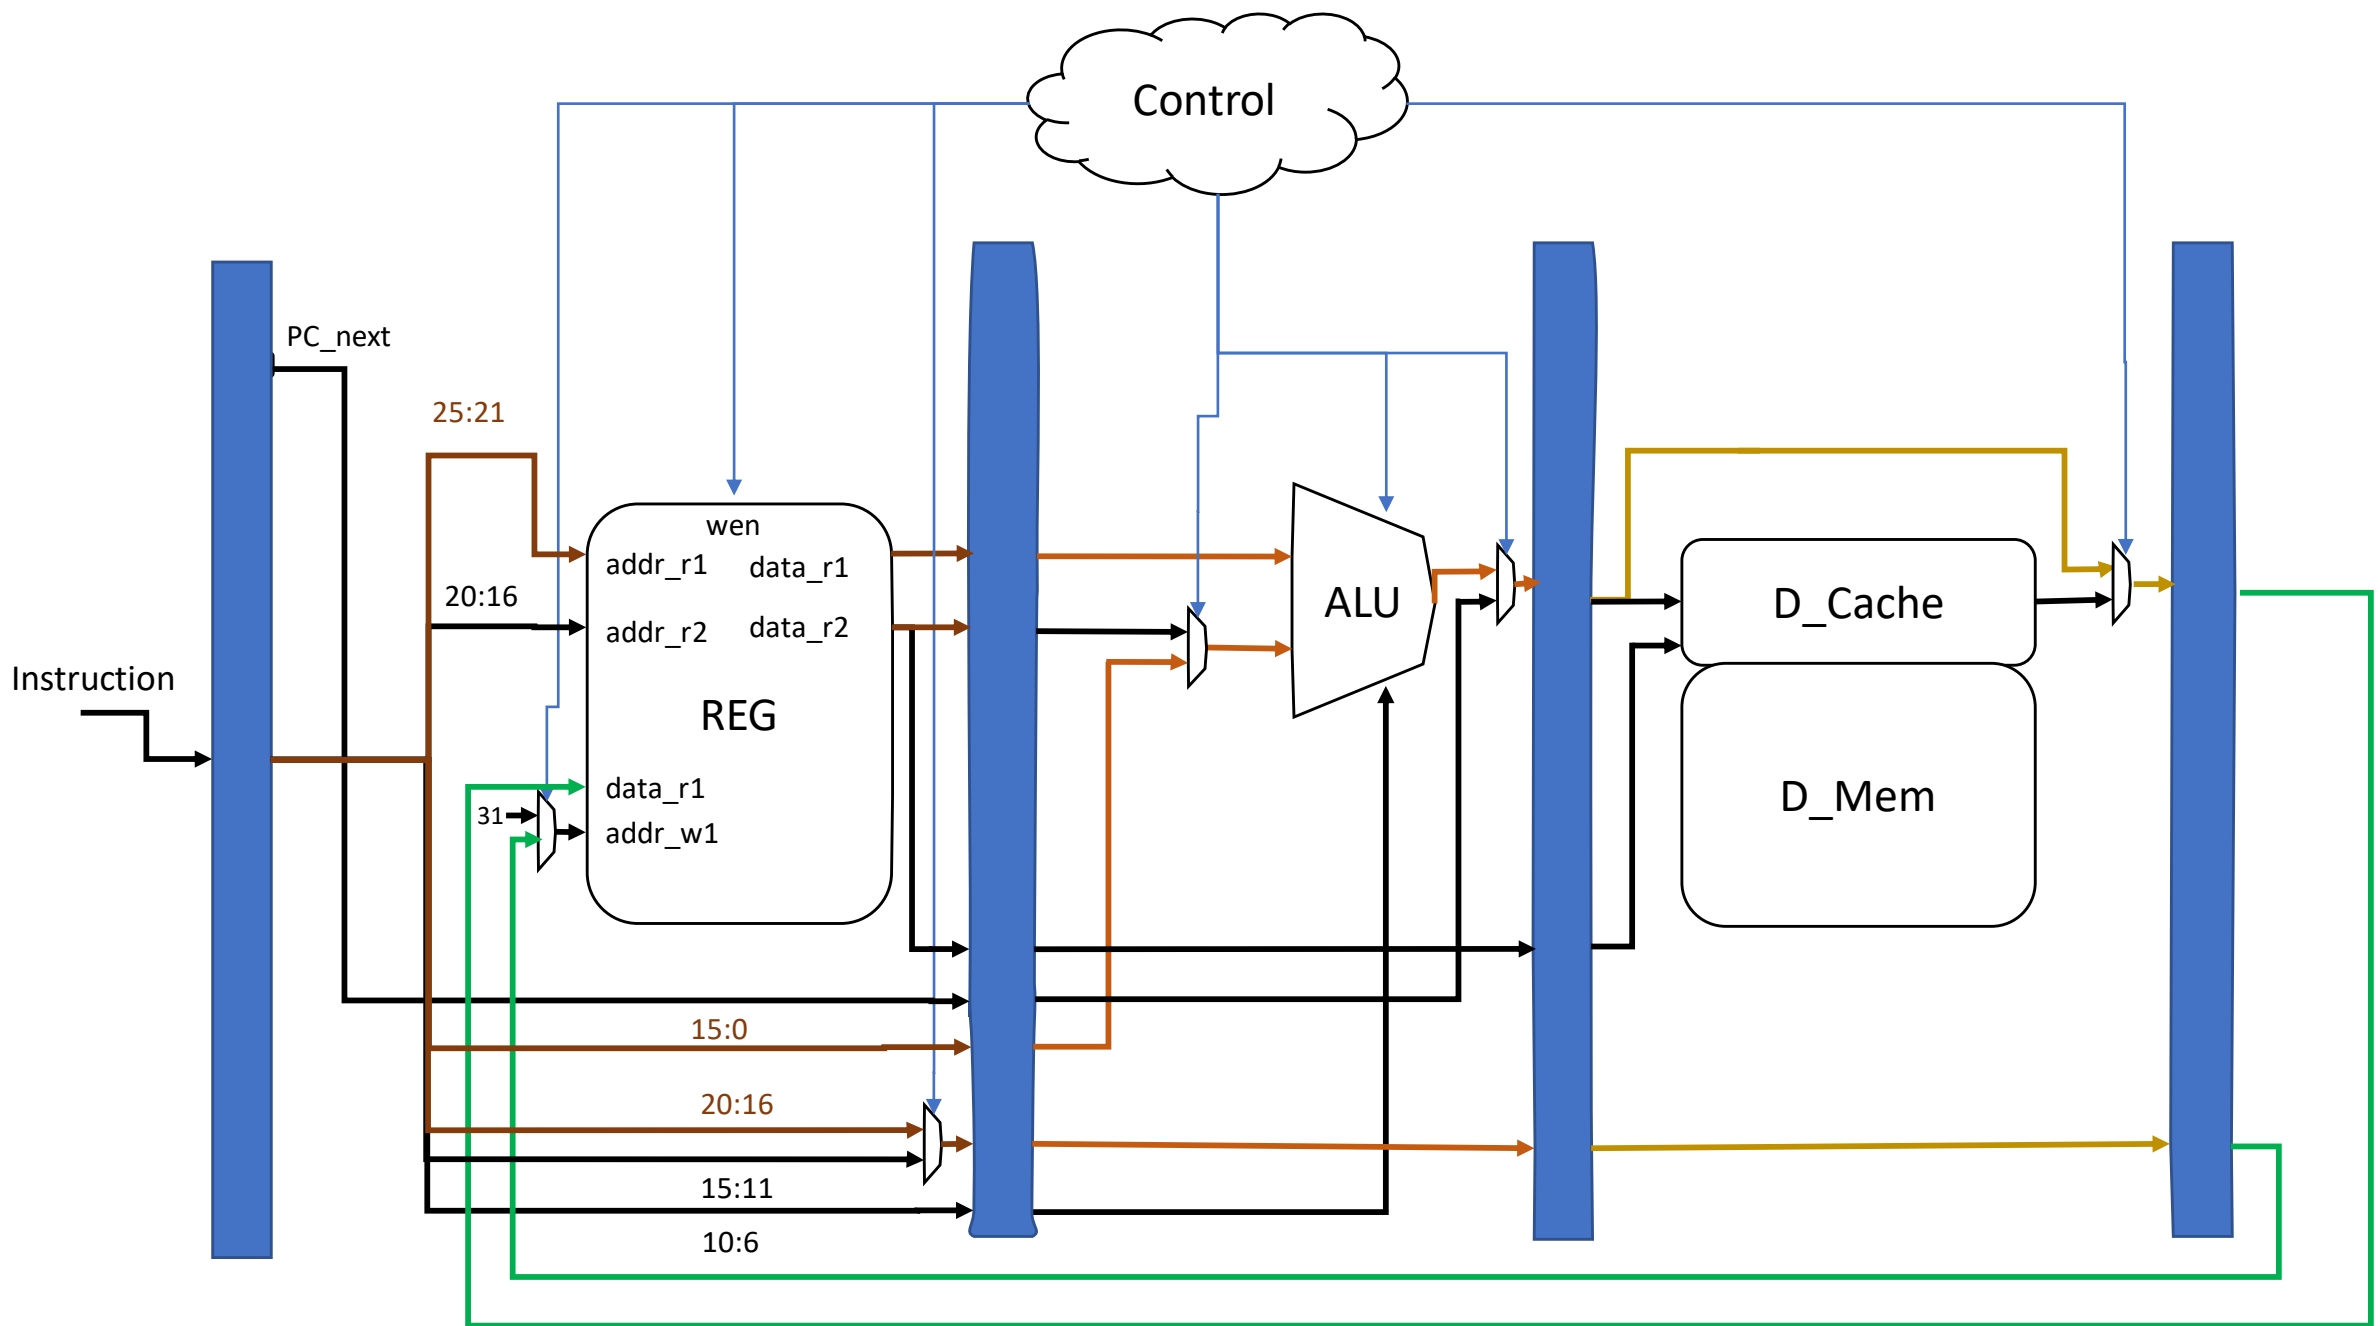 Control
PC_next
25:21
wen
addr_r1
data_r1
20:16
addr_r2
data_r2
ALU
D_Cache
Instruction
REG
data_r1
31
addr_w1
D_Mem
15:0
20:16
15:11
10:6